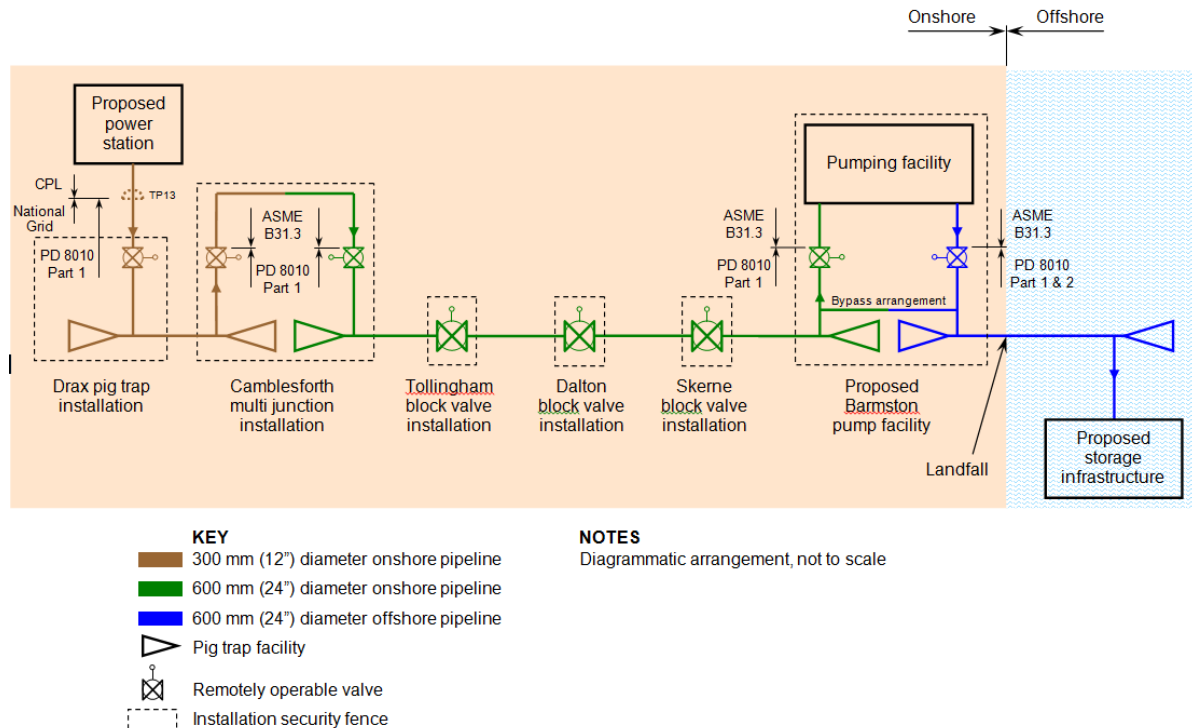 Onshore
Offshore
Proposed
power
station
CPL
National
Grid
TP13
PD 8010
Part 1
ASME
B31.3
PD 8010
Part 1
Pumping facility
ASME
B31.3
PD 8010
Part 1
ASME
B31.3
PD 8010
Part 1 & 2
Bypass arrangement
Drax pig trap
installation
Camblesforth
multi junction
installation
Tollingham
block valve
installation
Dalton
block valve
installation
Skerne
block valve
installation
Proposed
Barmston
pump facility
Landfall
Proposed
storage
infrastructure
KEY
300 mm (12”) diameter onshore pipeline
600 mm (24”) diameter onshore pipeline
600 mm (24”) diameter offshore pipeline
Pig trap facility
Remotely operable valve
Installation security fence
NOTES
Diagrammatic arrangement, not to scale